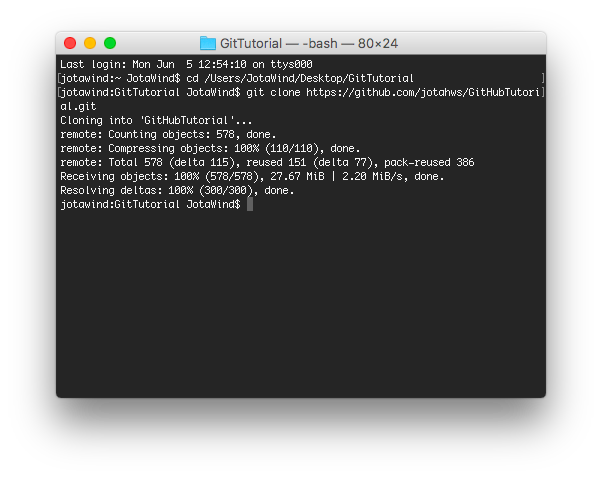 GitTutorial — -bash — 80×24
Last login: Mon Jun  5 12:54:10 on ttys000
[jotawind:~ JotaWind$ cd /Users/JotaWind/Desktop/GitTutorial ]
[jotawind:GitTutorial JotaWind$ git clone https://github.com/jotahws/GitHubTutori]
al.git
Cloning into 'GitHubTutorial'...
remote: Counting objects: 578, done.
remote: Compressing objects: 100% (110/110), done.
remote: Total 578 (delta 115), reused 151 (delta 77), pack-reused 386
Receiving objects: 100% (578/578), 27.67 MiB | 2.20 MiB/s, done.
Resolving deltas: 100% (300/300), done.
jotawind:GitTutorial JotaWind$